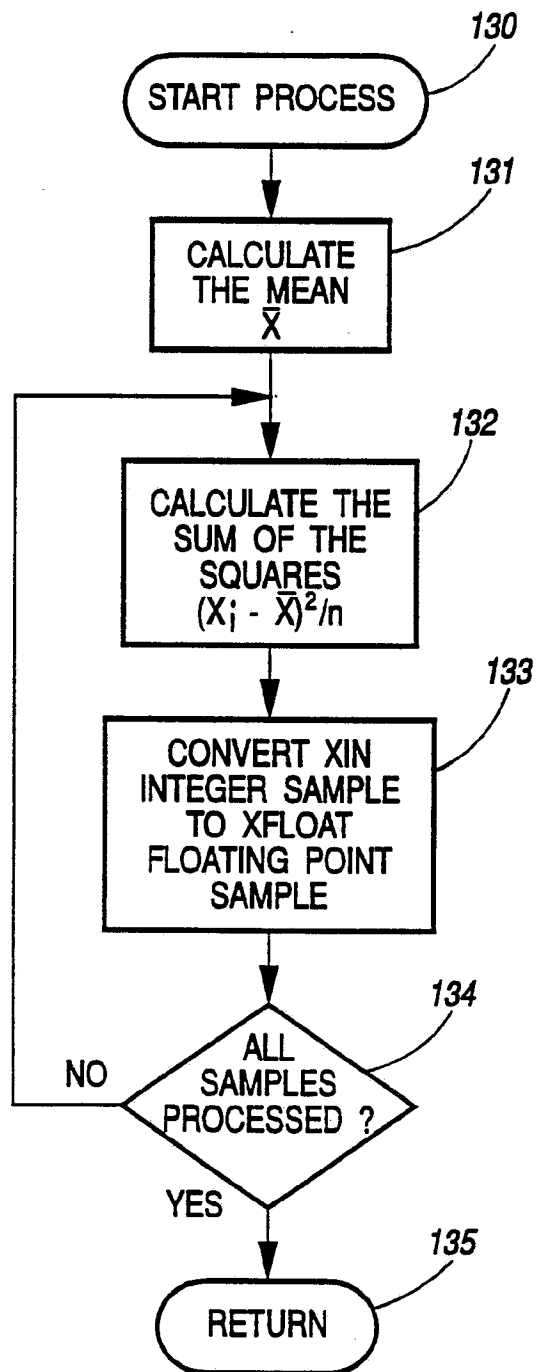 130
START PROCESS
131
CALCULATE
THE MEAN
X̅
132
CALCULATE THE
SUM OF THE
SQUARES
(Xi - X̅)²/n
133
CONVERT XIN
INTEGER SAMPLE
TO XFLOAT
FLOATING POINT
SAMPLE
134
ALL
SAMPLES
PROCESSED ?
NO
YES
135
RETURN